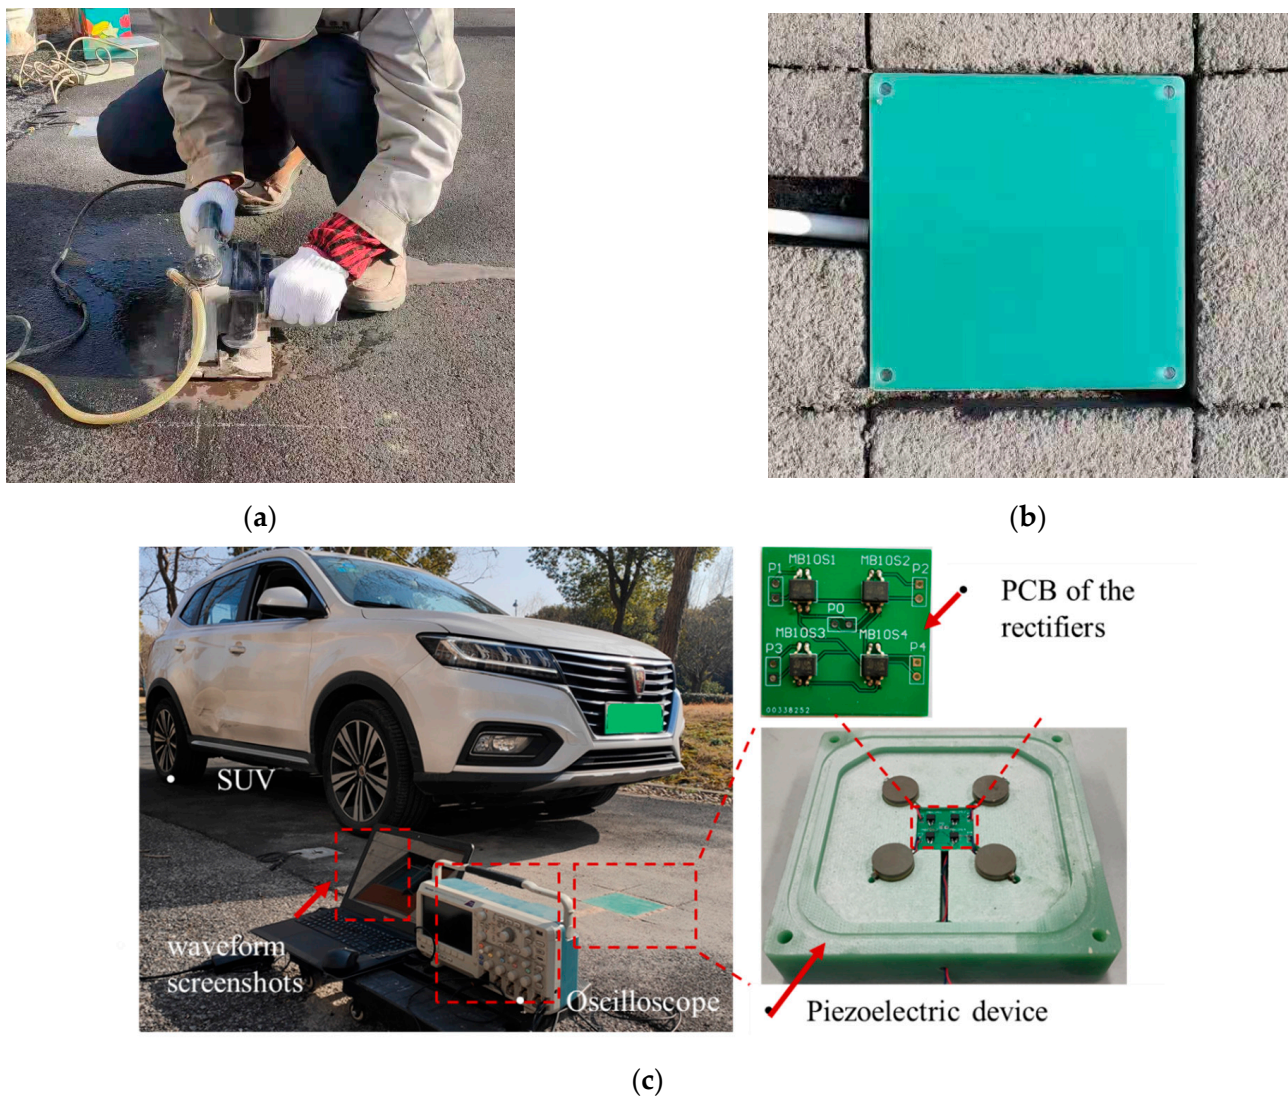 (a)
(b)
MB10S1
MB10S2
P1
P2
P0
MB10S3
MB10S4
P3
P4
00338252
• PCB of the
rectifiers
• SUV
waveform
screenshots
• Oscilloscope
• Piezoelectric device
(c)